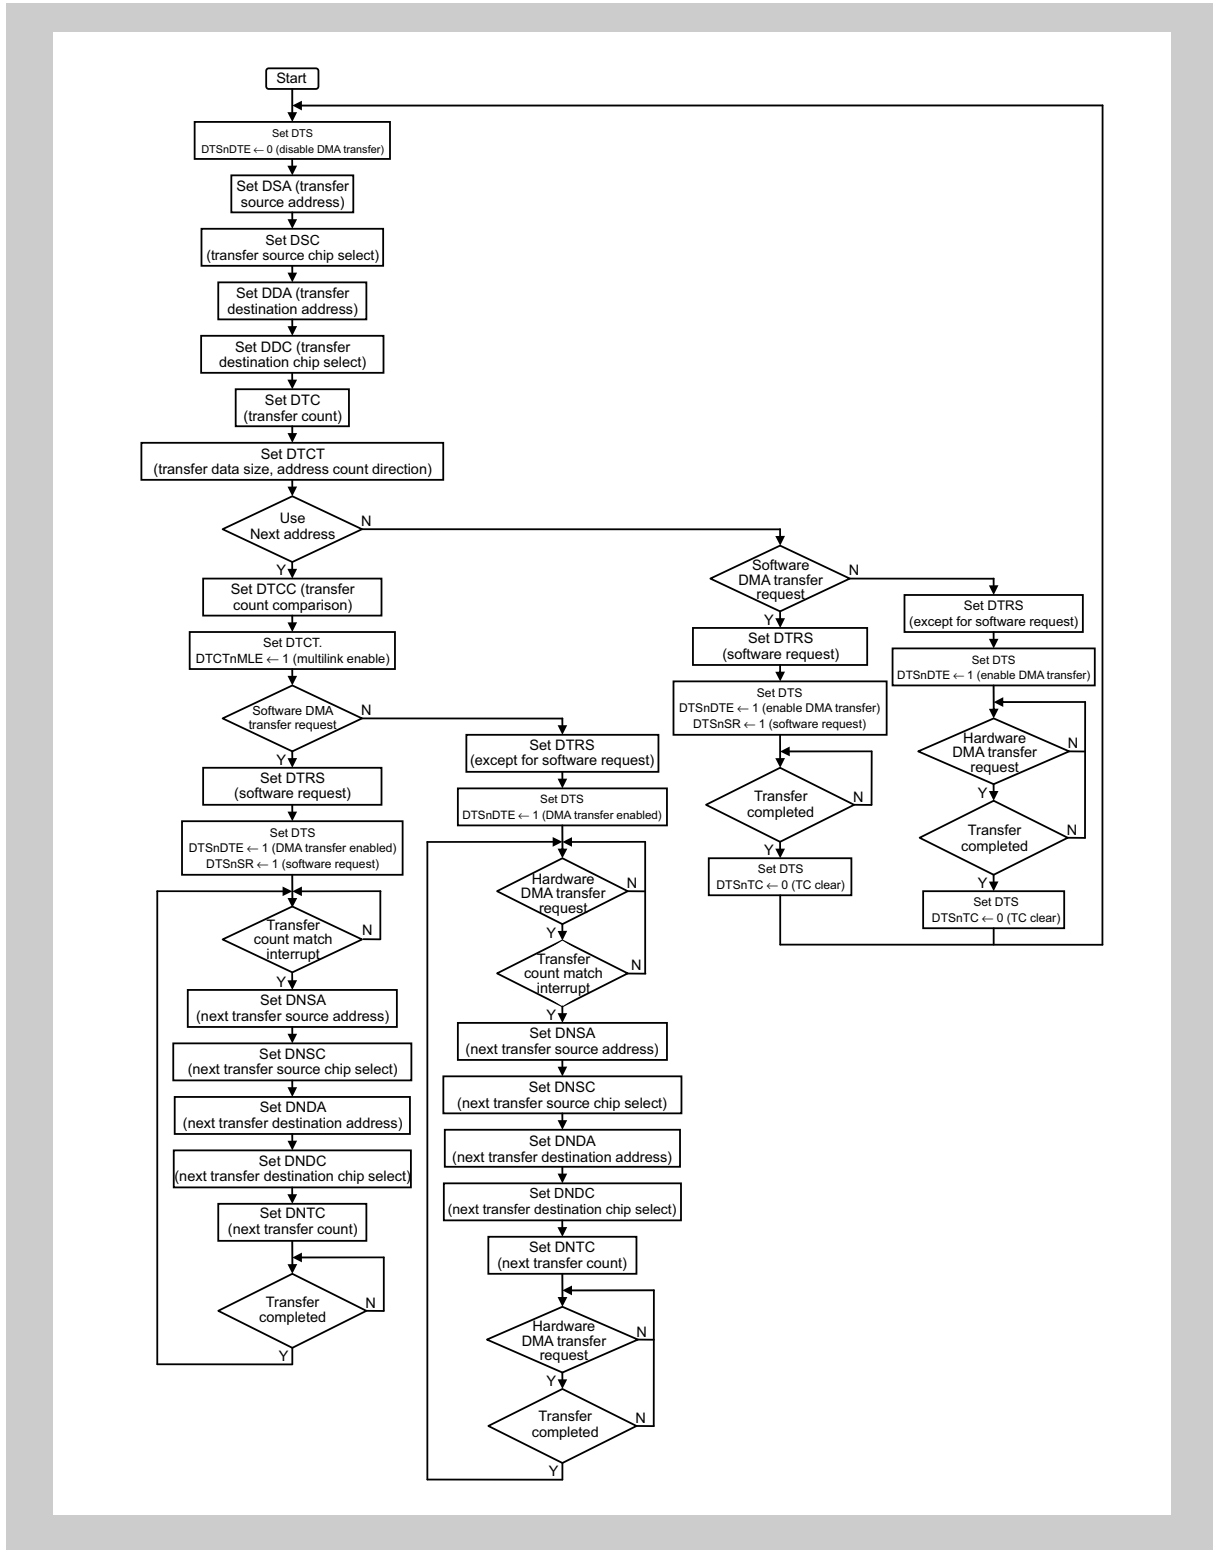 Start
Set DTS
DTSnDTE ← 0 (disable DMA transfer)
Set DSA (transfer
source address)
Set DSC
(transfer source chip select)
Set DDA (transfer
destination address)
Set DDC (transfer
destination chip select)
Set DTC
(transfer count)
Set DTCT
(transfer data size, address count direction)
Use
Next address
N
Y
Set DTCC (transfer
count comparison)
Set DTCT.
DTCTnMLE ← 1 (multilink enable)
Software DMA
transfer request
N
Y
Set DTRS
(software request)
Set DTS
DTSnDTE ← 1 (DMA transfer enabled)
DTSnSR ← 1 (software request)
Transfer
count match
interrupt
N
Y
Set DNSA
(next transfer source address)
Set DNSC
(next transfer source chip select)
Set DNDA
(next transfer destination address)
Set DNDC
(next transfer destination chip select)
Set DNTC
(next transfer count)
Transfer
completed
N
Y
Set DTRS
(except for software request)
Set DTS
DTSnDTE ← 1 (DMA transfer enabled)
Hardware
DMA transfer
request
N
Y
Transfer
count match
interrupt
N
Y
Set DNSA
(next transfer source address)
Set DNSC
(next transfer source chip select)
Set DNDA
(next transfer destination address)
Set DNDC
(next transfer destination chip select)
Set DNTC
(next transfer count)
Hardware
DMA transfer
request
N
Y
Transfer
completed
N
Y
Software
DMA transfer
request
N
Y
Set DTRS
(software request)
Set DTS
DTSnDTE ← 1 (enable DMA transfer)
DTSnSR ← 1 (software request)
Transfer
completed
N
Y
Set DTS
DTSnTC ← 0 (TC clear)
Set DTRS
(except for software request)
Set DTS
DTSnDTE ← 1 (enable DMA transfer)
Hardware
DMA transfer
request
N
Y
Transfer
completed
N
Y
Set DTS
DTSnTC ← 0 (TC clear)